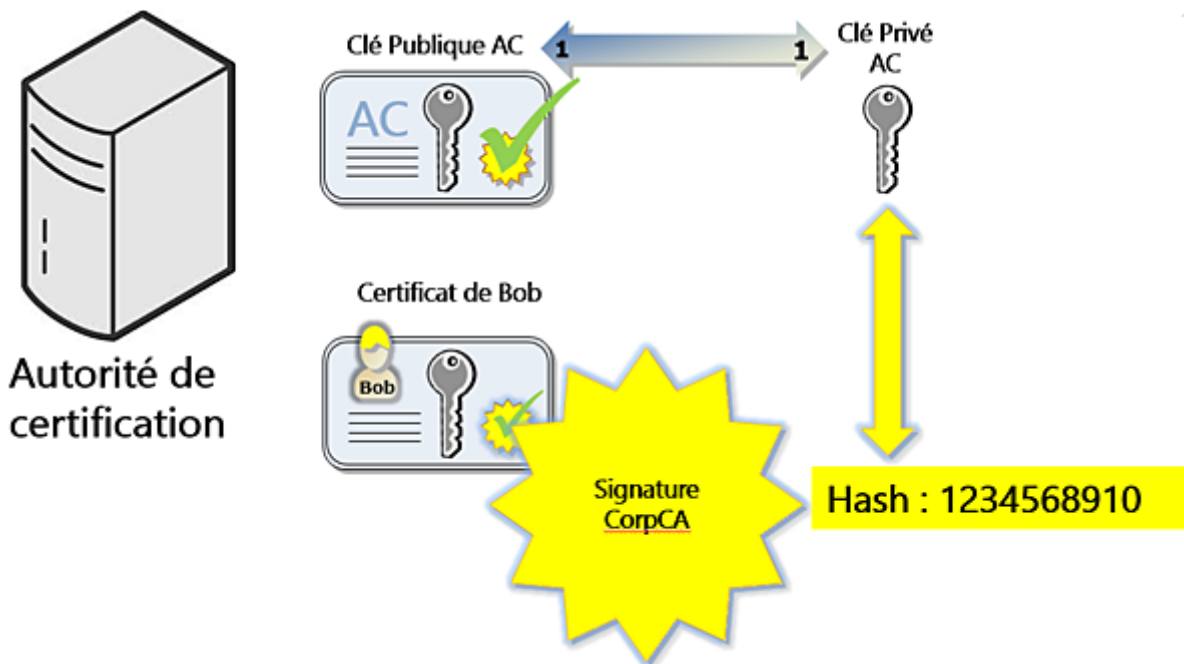 Clé Publique AC
1
1
Clé Privé
AC
AC
Certificat de Bob
Bob
Autorité de
certification
Signature
CorpCA
Hash : 1234568910